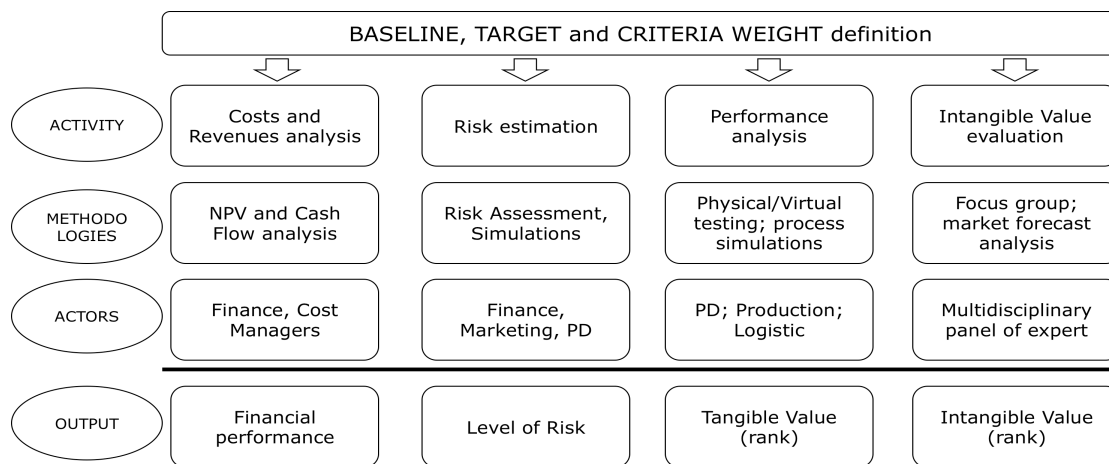 BASELINE, TARGET and CRITERIA WEIGHT definition
ACTIVITY
Costs and
Revenues analysis
Risk estimation
Performance
analysis
Intangible Value
evaluation
METHODO
LOGIES
NPV and Cash
Flow analysis
Risk Assessment,
Simulations
Physical/Virtual
testing; process
simulations
Focus group;
market forecast
analysis
ACTORS
Finance, Cost
Managers
Finance,
Marketing, PD
PD; Production;
Logistic
Multidisciplinary
panel of expert
OUTPUT
Financial
performance
Level of Risk
Tangible Value
(rank)
Intangible Value
(rank)